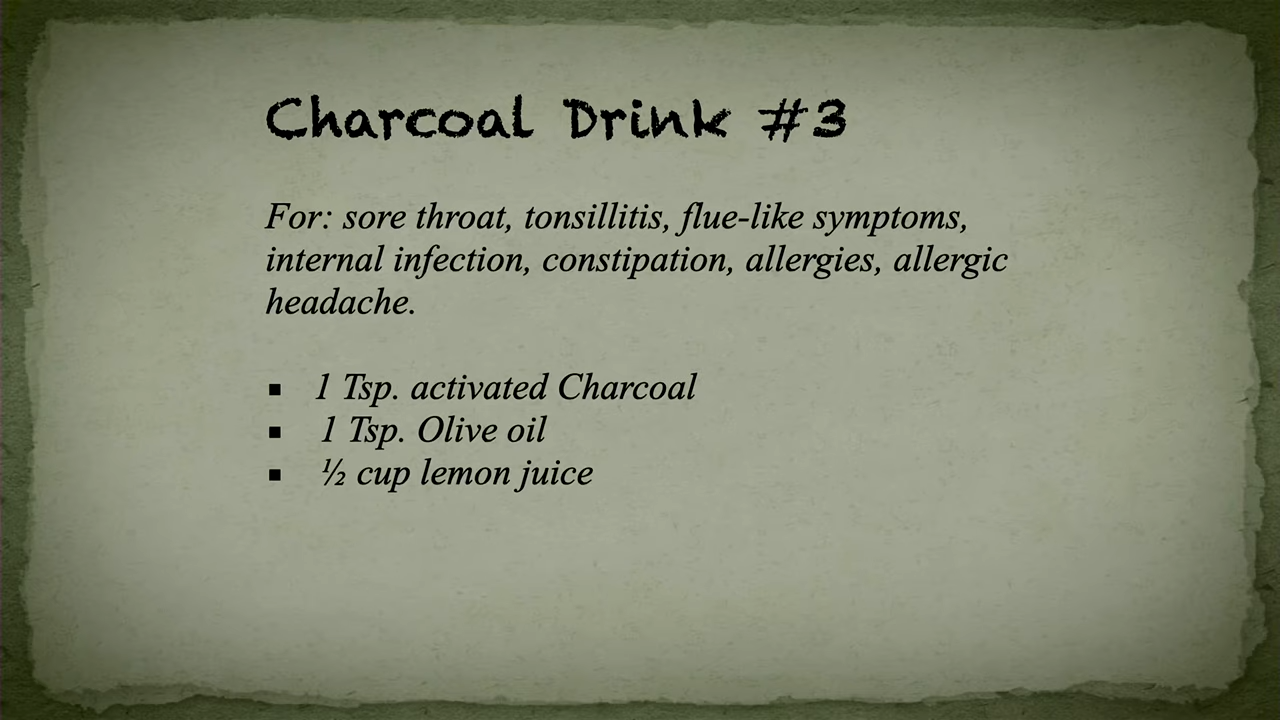 Charcoal Drink #3
For: sore throat, tonsillitis, flue-like symptoms,
internal infection, constipation, allergies, allergic
headache.
▪ 1 Tsp. activated Charcoal
▪ 1 Tsp. Olive oil
▪ ½ cup lemon juice